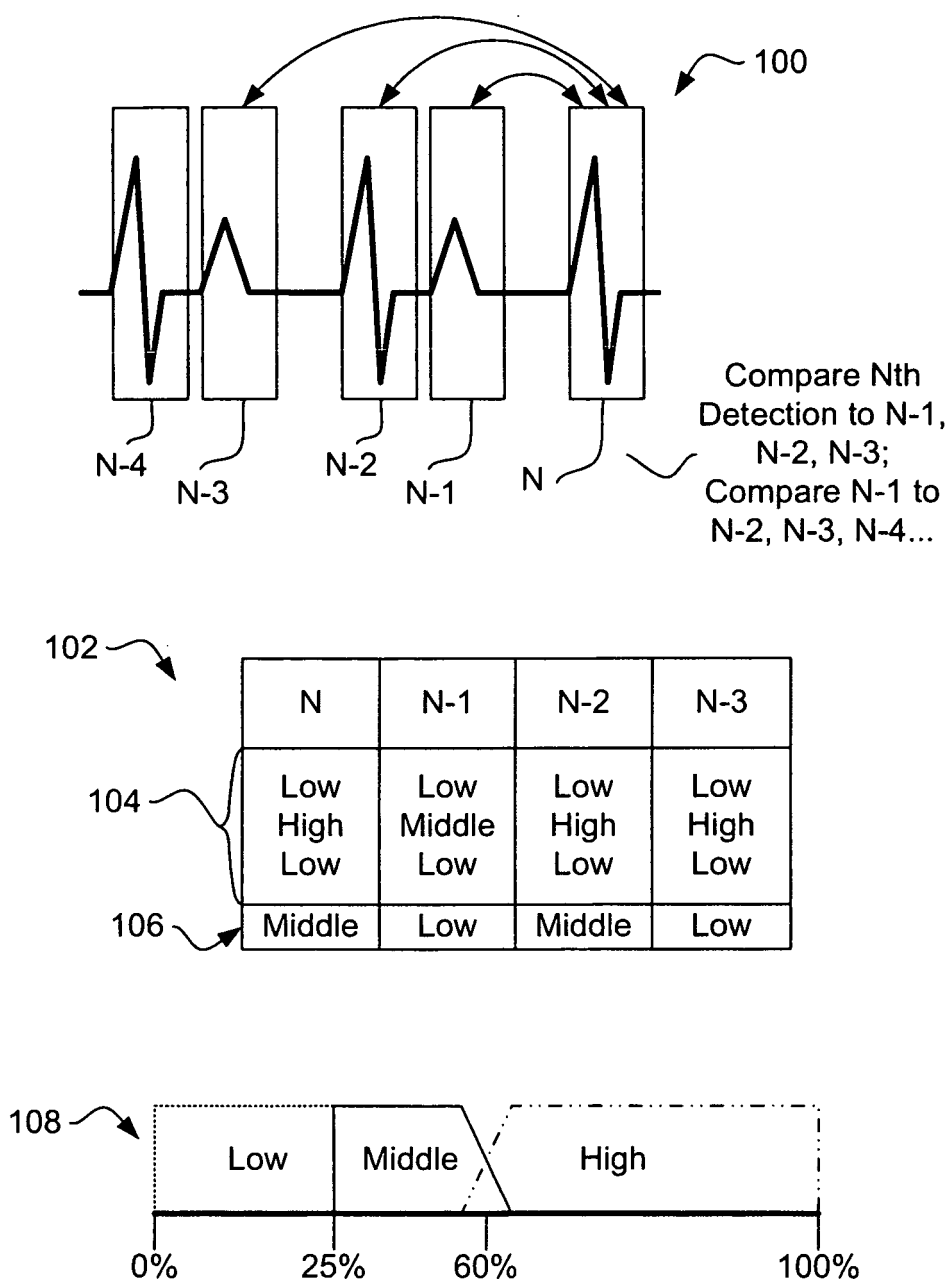 100
N-4
N-3
N-2
N-1
N
Compare Nth
Detection to N-1,
N-2, N-3;
Compare N-1 to
N-2, N-3, N-4...
102
N N-1 N-2 N-3
104
Low Low Low Low
High Middle High High
Low Low Low Low
106
Middle Low Middle Low
108
Low Middle High
0% 25% 60% 100%